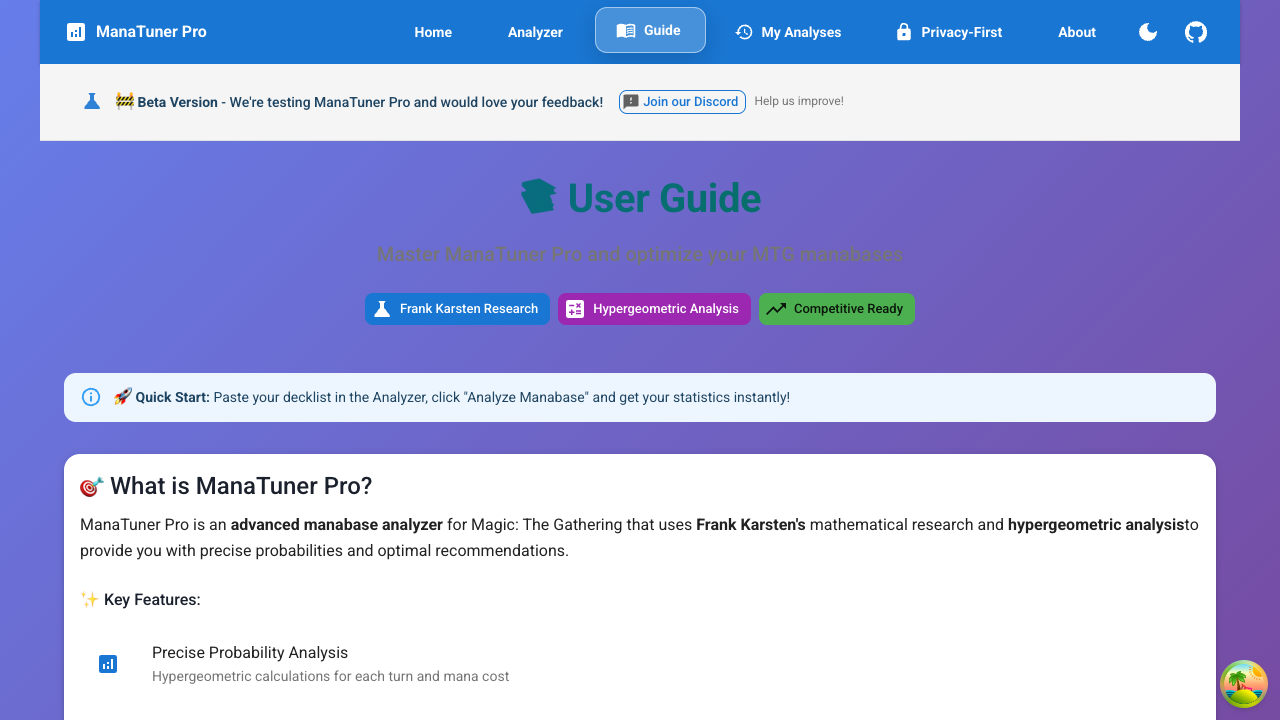 ManaTuner Pro
Home
Analyzer
Guide
My Analyses
Privacy-First
About
🚧 Beta Version - We're testing ManaTuner Pro and would love your feedback!
Join our Discord
Help us improve!
User Guide
Master ManaTuner Pro and optimize your MTG manabases
Frank Karsten Research
Hypergeometric Analysis
Competitive Ready
🚀 Quick Start: Paste your decklist in the Analyzer, click "Analyze Manabase" and get your statistics instantly!
🎯 What is ManaTuner Pro?
ManaTuner Pro is an advanced manabase analyzer for Magic: The Gathering that uses Frank Karsten's mathematical research and hypergeometric analysisto
provide you with precise probabilities and optimal recommendations.
✨ Key Features:
Precise Probability Analysis
Hypergeometric calculations for each turn and mana cost